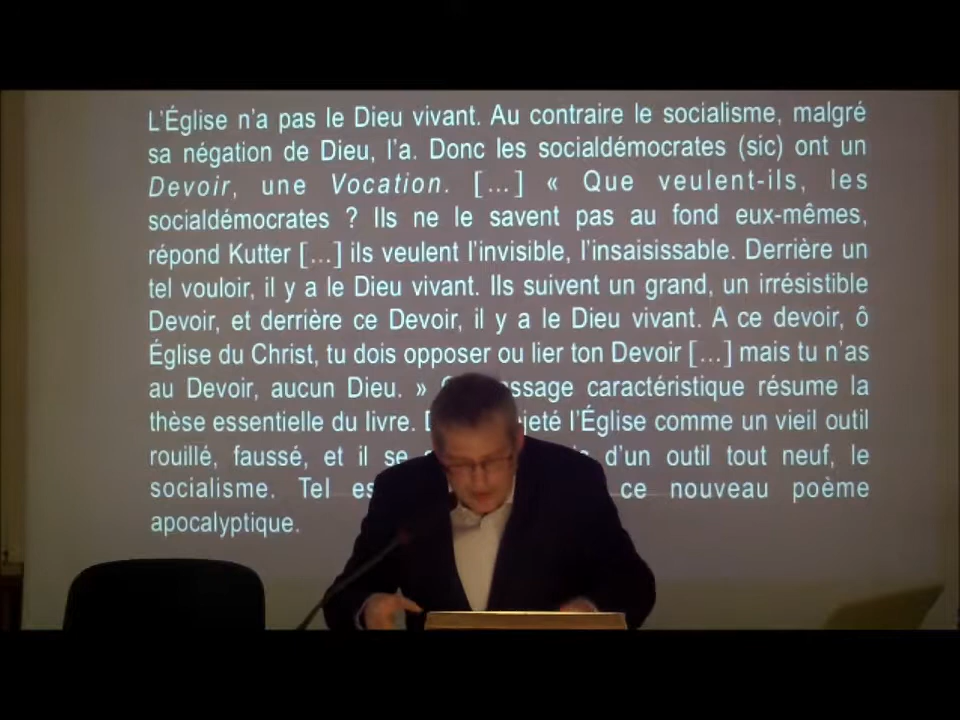 L'Église n'a pas le Dieu vivant. Au contraire le socialisme, malgré
sa négation de Dieu, l'a. Donc les socialdémocrates (sic) ont un
Devoir, une Vocation. [...] « Que veulent-ils, les
socialdémocrates ? Ils ne le savent pas au fond eux-mêmes,
répond Kutter [...] ils veulent l'invisible, l'insaisissable. Derrière un
tel vouloir, il y a le Dieu vivant. Ils suivent un grand, un irrésistible
Devoir, et derrière ce Devoir, il y a le Dieu vivant. A ce devoir, ô
Église du Christ, tu dois opposer ou lier ton Devoir [...] mais tu n'as
au Devoir, aucun Dieu. » caractéristique résume la
thèse essentielle du livre. l'Église comme un vieil outil
rouillé, faussé, et il se d'un outil tout neuf, le
socialisme. Tel ce nouveau poème
apocalyptique.